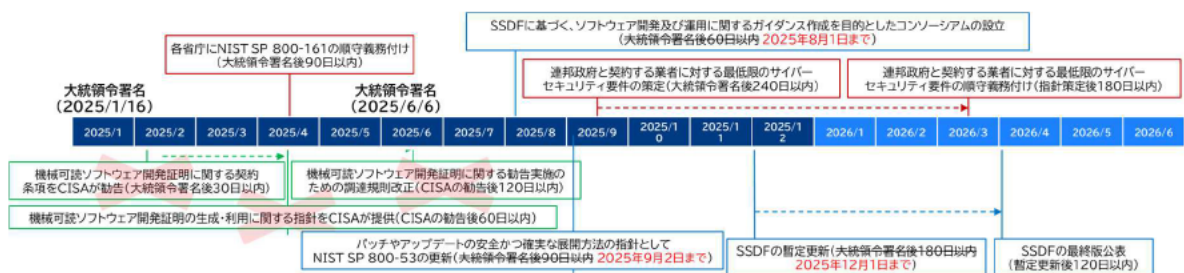 SSDFに基づく、ソフトウェア開発及び運用に関するガイダンス作成を目的としたコンソーシアムの設立
(大統領署名後60日以内 2025年8月1日まで)
各省庁にNIST SP 800-161の順守義務付け
(大統領署名後90日以内)
連邦政府と契約する業者に対する最低限のサイバー
セキュリティ要件の策定(大統領署名後240日以内)
連邦政府と契約する業者に対する最低限のサイバー
セキュリティ要件の順守義務付け(指針策定後180日以内)
大統領令署名
(2025/1/16)
大統領令署名
(2025/6/6)
2025/1 2025/2 2025/3 2025/4 2025/5 2025/6 2025/7 2025/8 2025/9 2025/10 2025/11 2025/12 2026/1 2026/2 2026/3 2026/4 2026/5 2026/6
機械可読ソフトウェア開発証明に関する契約
条項をCISAが勧告(大統領署名後30日以内)
機械可読ソフトウェア開発証明に関する勧告実施の
ための調達規則改正(CISAの勧告後120日以内)
機械可読ソフトウェア開発証明の生成・利用に関する指針をCISAが提供(CISAの勧告後60日以内)
パッチやアップデートの安全かつ確実な展開方法の指針として
NIST SP 800-53の更新(大統領署名後90日以内 2025年9月2日まで)
SSDFの暫定更新(大統領署名後180日以内
2025年12月1日まで)
SSDFの最終版公表
(暫定更新後120日以内)